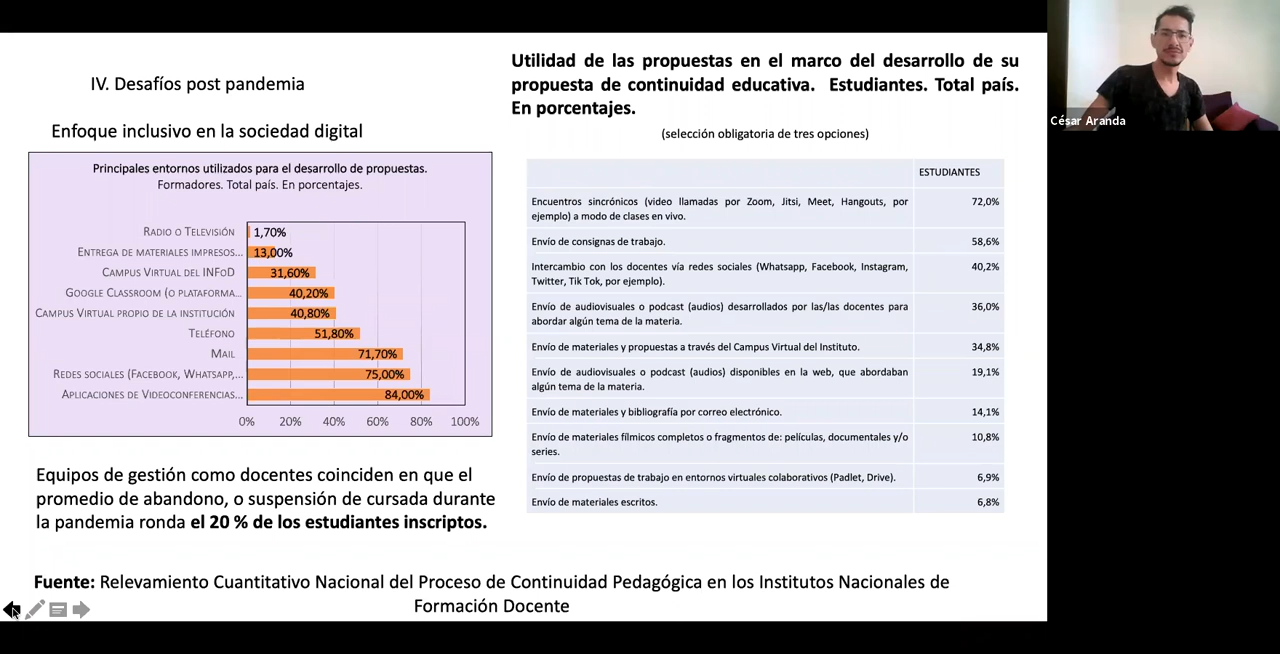 IV. Desafíos post pandemia
Enfoque inclusivo en la sociedad digital
Principales entornos utilizados para el desarrollo de propuestas.
Formadores. Total país. En porcentajes.
RADIO O TELEVISIÓN 1,70%
ENTREGA DE MATERIALES IMPRESOS... 13,00%
CAMPUS VIRTUAL DEL INFOD 31,60%
GOOGLE CLASSROOM (O PLATAFORMA... 40,20%
CAMPUS VIRTUAL PROPIO DE LA INSTITUCIÓN 40,80%
TELÉFONO 51,80%
MAIL 71,70%
REDES SOCIALES (FACEBOOK, WHATSAPP,... 75,00%
APLICACIONES DE VIDEOCONFERENCIAS... 84,00%
0% 20% 40% 60% 80% 100%
Equipos de gestión como docentes coinciden en que el
promedio de abandono, o suspensión de cursada durante
la pandemia ronda el 20 % de los estudiantes inscriptos.
Utilidad de las propuestas en el marco del desarrollo de su
propuesta de continuidad educativa. Estudiantes. Total país.
En porcentajes.
(selección obligatoria de tres opciones)
ESTUDIANTES
Encuentros sincrónicos (video llamadas por Zoom, Jitsi, Meet, Hangouts, por
ejemplo) a modo de clases en vivo.
72,0%
Envío de consignas de trabajo. 58,6%
Intercambio con los docentes vía redes sociales (Whatsapp, Facebook, Instagram,
Twitter, Tik Tok, por ejemplo).
40,2%
Envío de audiovisuales o podcast (audios) desarrollados por las/las docentes para
abordar algún tema de la materia.
36,0%
Envío de materiales y propuestas a través del Campus Virtual del Instituto. 34,8%
Envío de audiovisuales o podcast (audios) disponibles en la web, que abordaban
algún tema de la materia.
19,1%
Envío de materiales y bibliografía por correo electrónico. 14,1%
Envío de materiales fílmicos completos o fragmentos de: películas, documentales y/o
series.
10,8%
Envío de propuestas de trabajo en entornos virtuales colaborativos (Padlet, Drive). 6,9%
Envío de materiales escritos. 6,8%
Fuente: Relevamiento Cuantitativo Nacional del Proceso de Continuidad Pedagógica en los Institutos Nacionales de
Formación Docente
César Aranda